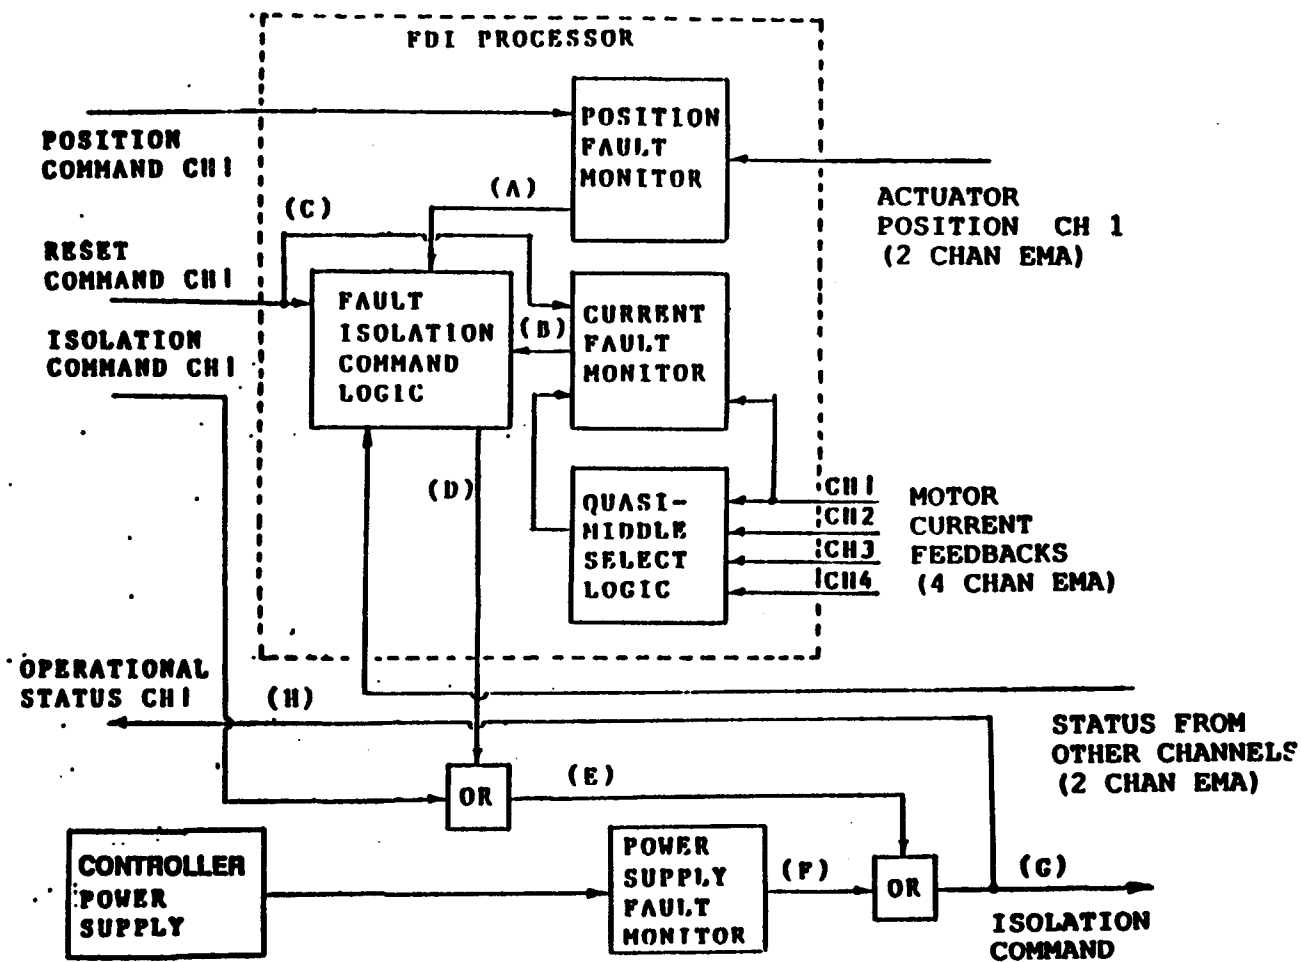 FDI PROCESSOR
POSITION
FAULT
MONITOR
POSITION
COMMAND CH1
(A)
(C)
ACTUATOR
POSITION CH 1
(2 CHAN EMA)
RESET
COMMAND CH1
FAULT
ISOLATION
COMMAND
LOGIC
(B)
CURRENT
FAULT
MONITOR
ISOLATION
COMMAND CH1
(D)
QUASI-
MIDDLE
SELECT
LOGIC
CH1
CH2
CH3
CH4
MOTOR
CURRENT
FEEDBACKS
(4 CHAN EMA)
OPERATIONAL
STATUS CH1
(H)
STATUS FROM
OTHER CHANNELS
(2 CHAN EMA)
OR
(E)
CONTROLLER
POWER
SUPPLY
POWER
SUPPLY
FAULT
MONITOR
(F)
OR
(G)
ISOLATION
COMMAND